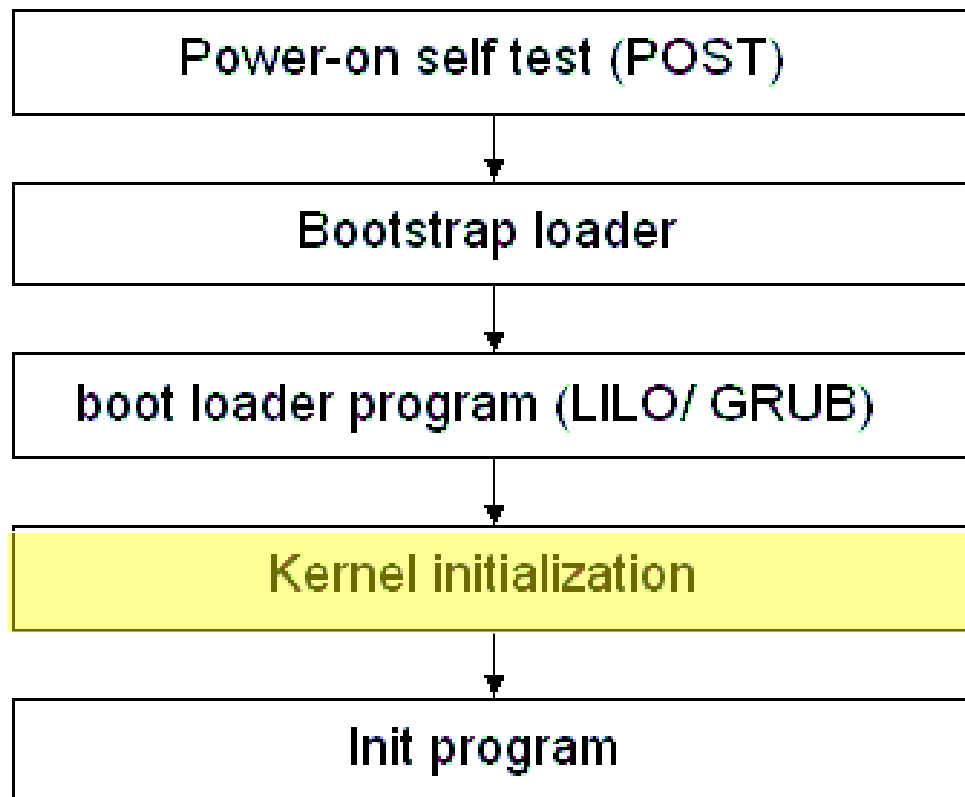 Power-on self test (POST)
Bootstrap loader
boot loader program (LILO/ GRUB)
Kernel initialization
Init program